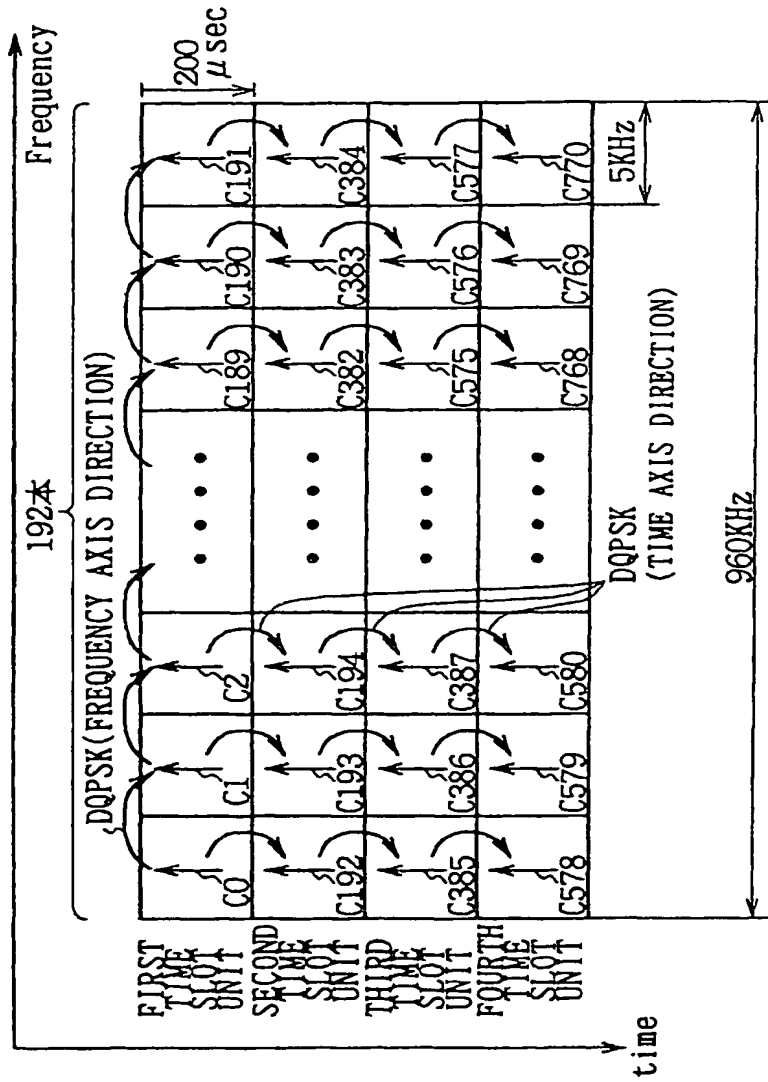 Frequency
192本
200
μsec
DQPSK(FREQUENCY AXIS DIRECTION)
FIRST
TIME
SLOT
UNIT
C0
C1
C2
C189
C190
C191
SECOND
TIME
SLOT
UNIT
C192
C193
C194
C382
C383
C384
THIRD
TIME
SLOT
UNIT
C385
C386
C387
C575
C576
C577
FOURTH
TIME
SLOT
UNIT
C578
C579
C580
C768
C769
C770
5KHz
DQPSK
(TIME AXIS DIRECTION)
960KHz
time